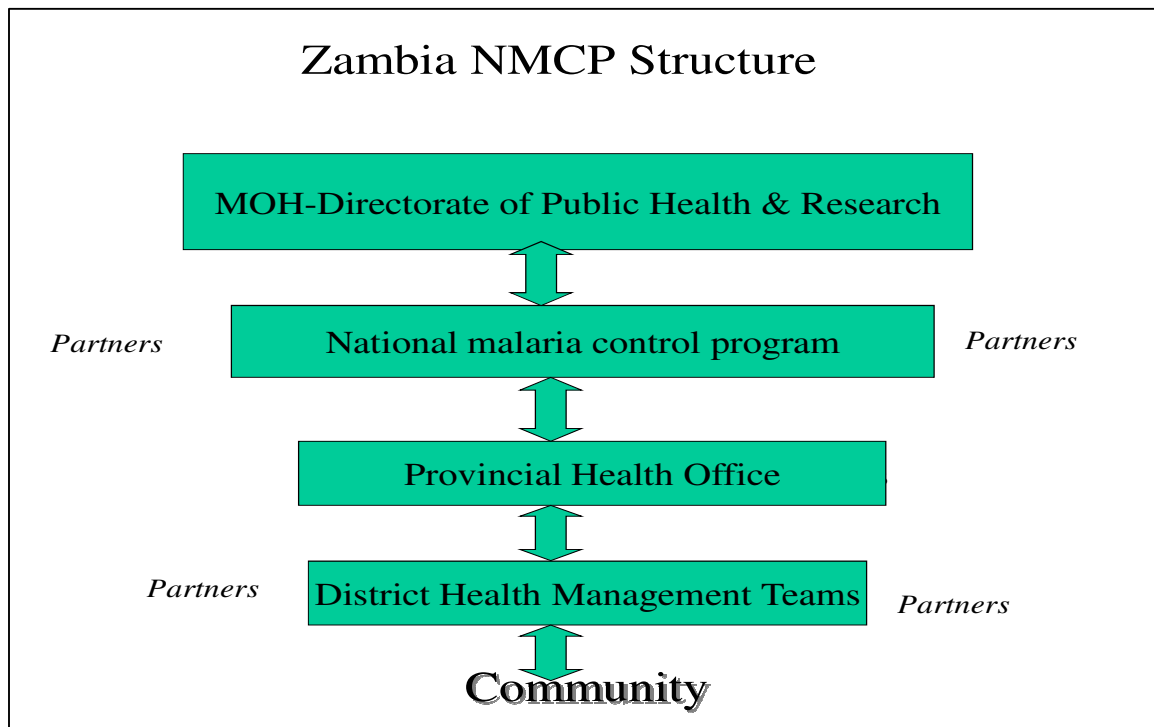 Zambia NMCP Structure
MOH-Directorate of Public Health & Research
Partners
National malaria control program
Partners
Provincial Health Office
Partners
District Health Management Teams
Partners
Community